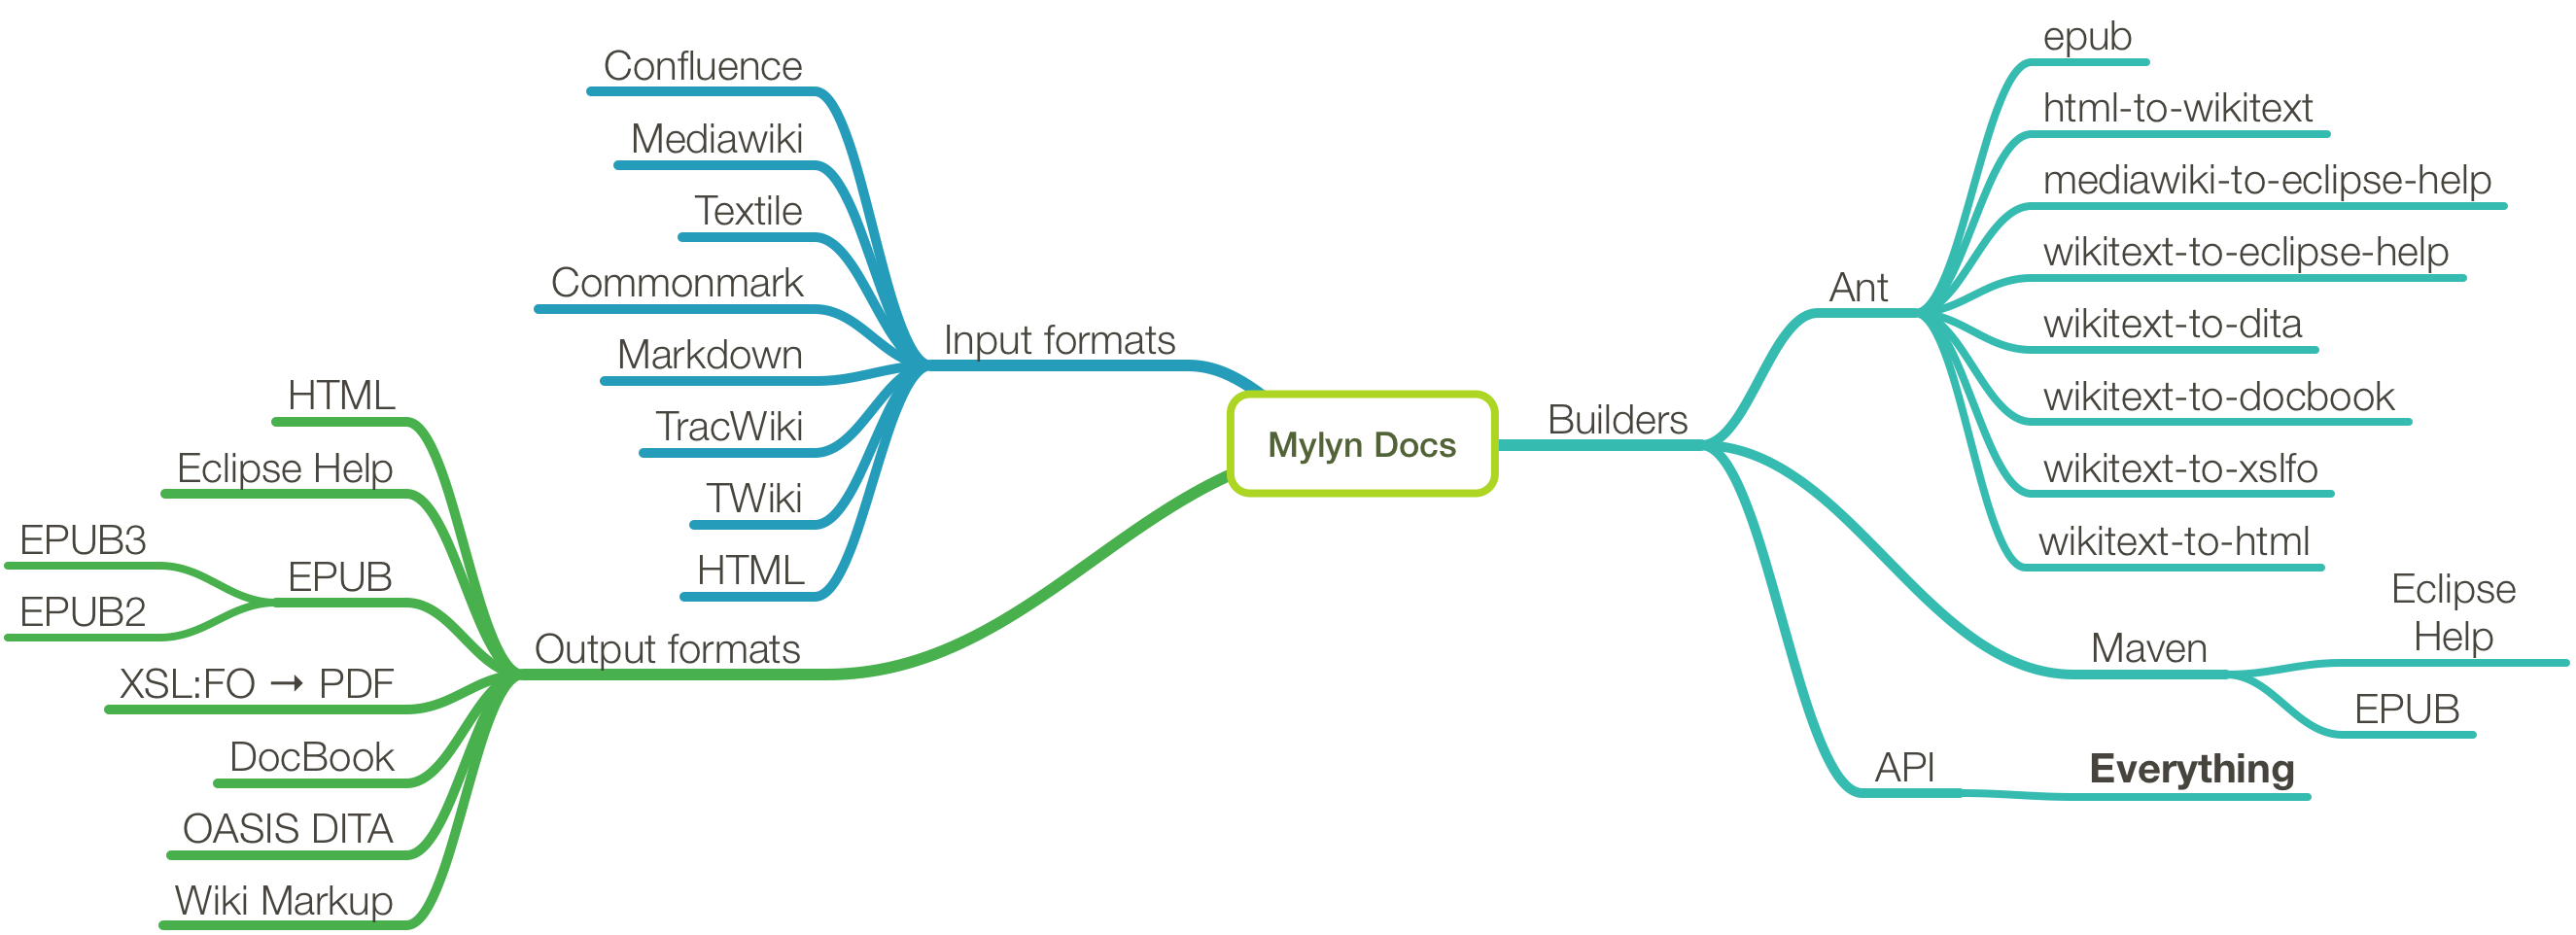 Mylyn Docs
Input formats
Confluence
Mediawiki
Textile
Commonmark
Markdown
TracWiki
TWiki
HTML
Output formats
HTML
Eclipse Help
EPUB
EPUB3
EPUB2
XSL:FO → PDF
DocBook
OASIS DITA
Wiki Markup
Builders
Ant
epub
html-to-wikitext
mediawiki-to-eclipse-help
wikitext-to-eclipse-help
wikitext-to-dita
wikitext-to-docbook
wikitext-to-xslfo
wikitext-to-html
Maven
Eclipse
Help
EPUB
API
Everything